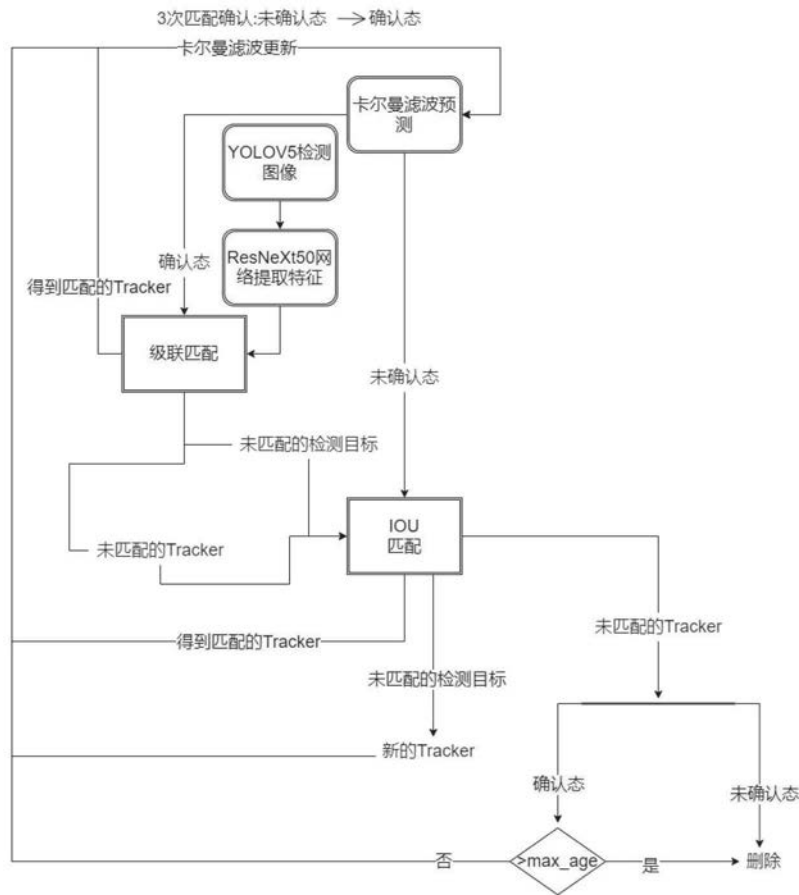 3次匹配确认:未确认态 → 确认态
卡尔曼滤波更新
卡尔曼滤波预
测
YOLOV5检测
图像
ResNeXt50网
络提取特征
确认态
得到匹配的Tracker
级联匹配
未确认态
未匹配的检测目标
IOU
匹配
未匹配的Tracker
未匹配的Tracker
得到匹配的Tracker
未匹配的检测目标
新的Tracker
确认态
未确认态
否
>max_age
是
删除